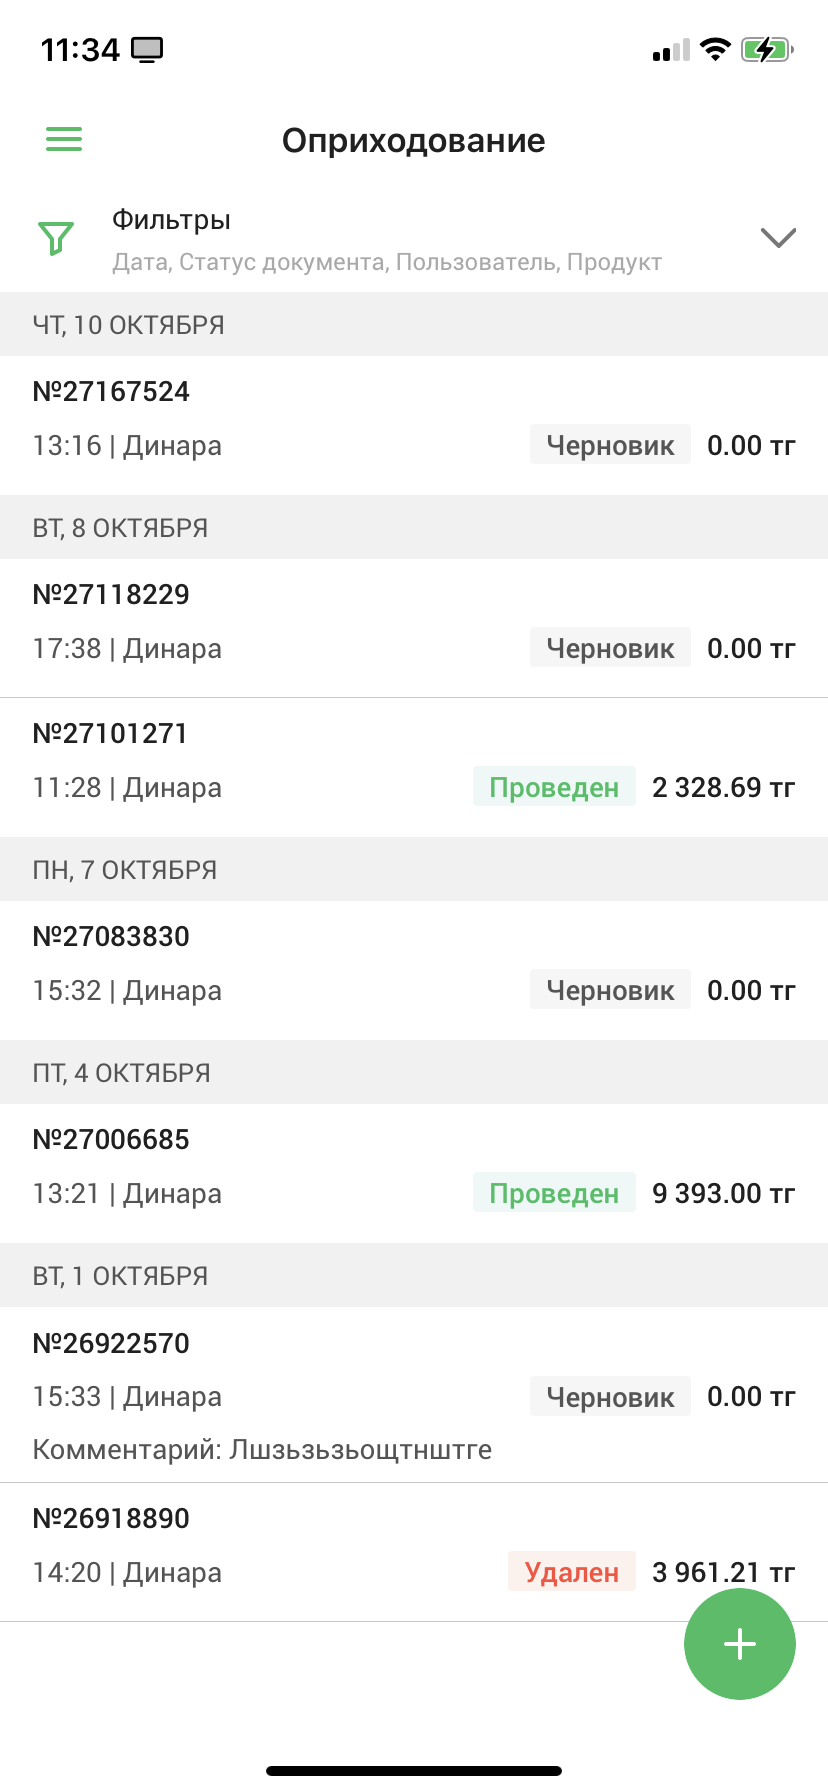 11:34
Оприходование
Фильтры
Дата, Статус документа, Пользователь, Продукт
ЧТ, 10 ОКТЯБРЯ
№27167524
13:16 | Динара Черновик 0.00 тг
ВТ, 8 ОКТЯБРЯ
№27118229
17:38 | Динара Черновик 0.00 тг
№27101271
11:28 | Динара Проведен 2 328.69 тг
ПН, 7 ОКТЯБРЯ
№27083830
15:32 | Динара Черновик 0.00 тг
ПТ, 4 ОКТЯБРЯ
№27006685
13:21 | Динара Проведен 9 393.00 тг
ВТ, 1 ОКТЯБРЯ
№26922570
15:33 | Динара Черновик 0.00 тг
Комментарий: Лшзьзьзьощтнштге
№26918890
14:20 | Динара Удален 3 961.21 тг